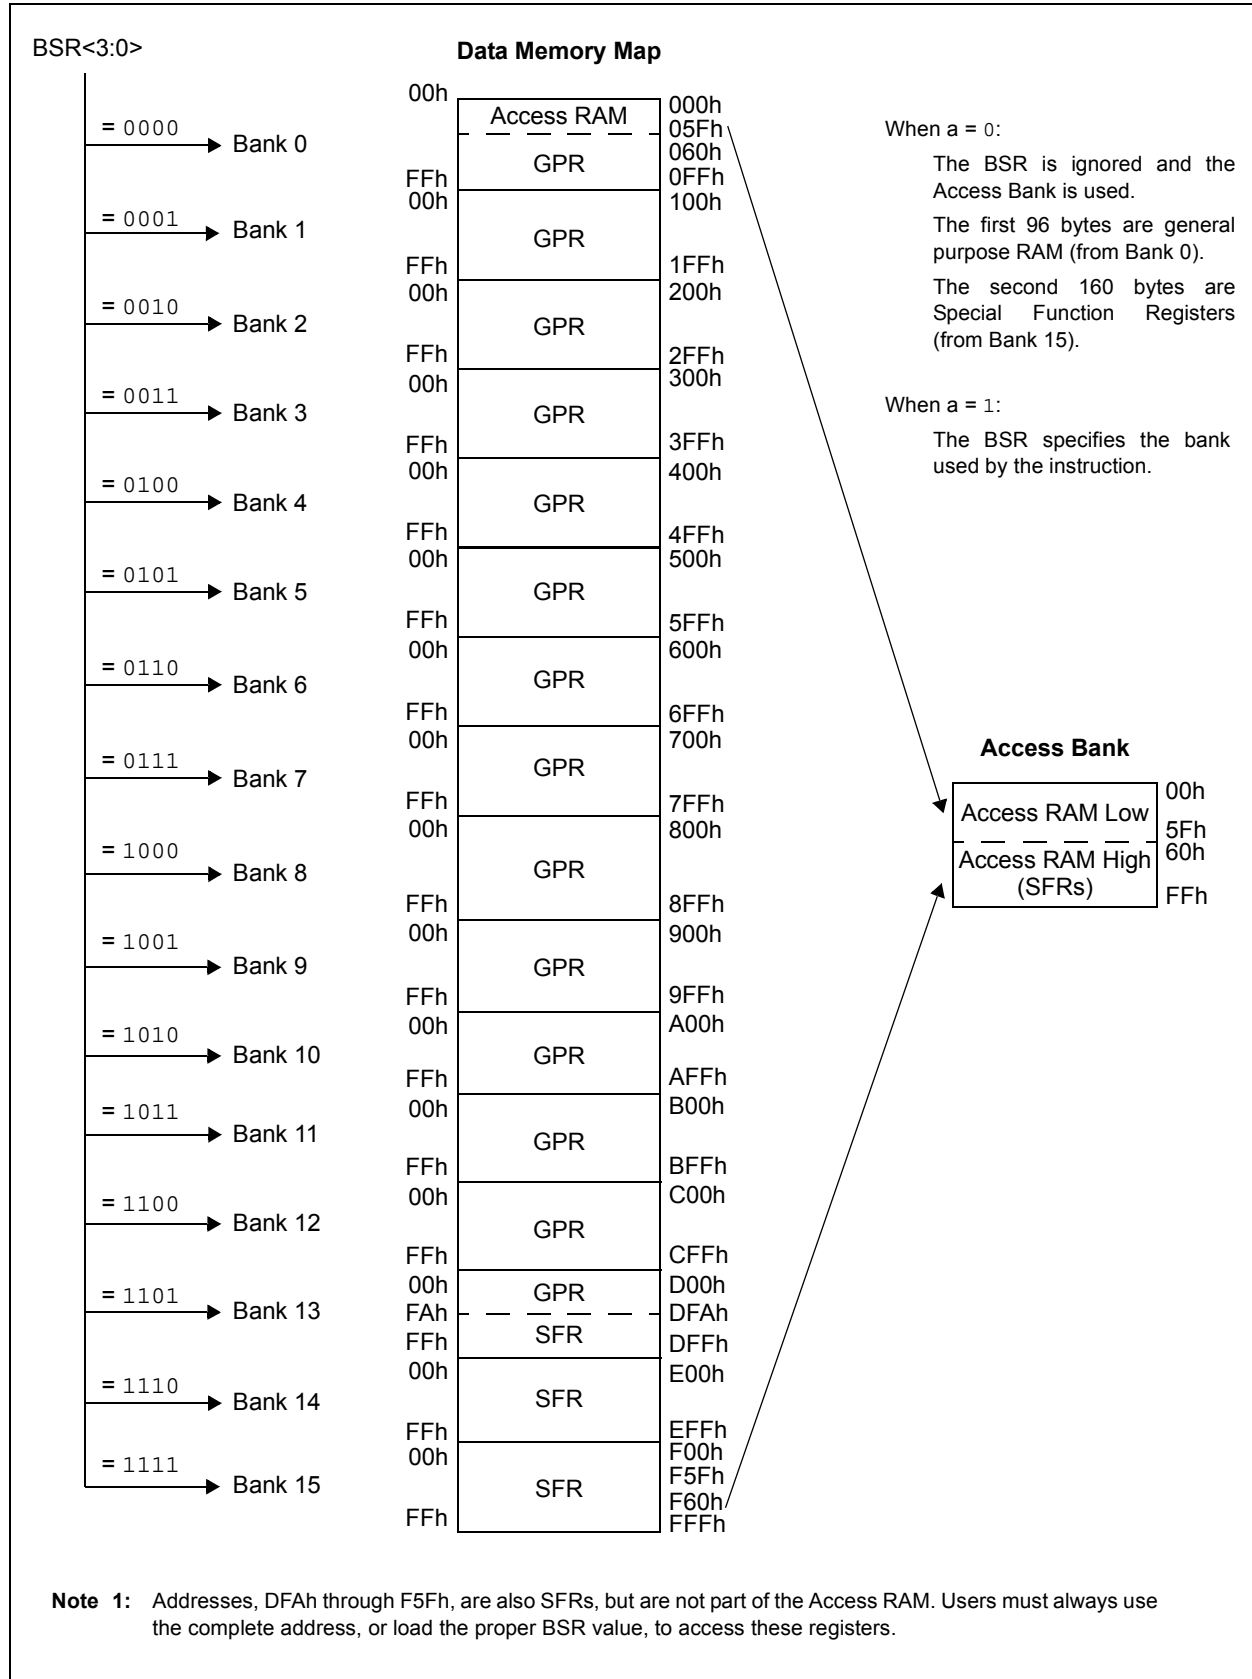 BSR<3:0>
Data Memory Map
00h
Access RAM
000h
= 0000
Bank 0
05Fh
060h
GPR
FFh
0FFh
00h
100h
= 0001
Bank 1
GPR
FFh
1FFh
00h
200h
= 0010
Bank 2
GPR
FFh
2FFh
00h
300h
= 0011
Bank 3
GPR
FFh
3FFh
00h
400h
= 0100
Bank 4
GPR
FFh
4FFh
00h
500h
= 0101
Bank 5
GPR
FFh
5FFh
00h
600h
= 0110
Bank 6
GPR
FFh
6FFh
00h
700h
= 0111
Bank 7
GPR
FFh
7FFh
00h
800h
= 1000
Bank 8
GPR
FFh
8FFh
00h
900h
= 1001
Bank 9
GPR
FFh
9FFh
00h
A00h
= 1010
Bank 10
GPR
FFh
AFFh
00h
B00h
= 1011
Bank 11
GPR
FFh
BFFh
00h
C00h
= 1100
Bank 12
GPR
FFh
CFFh
00h
GPR
D00h
= 1101
Bank 13
FAh
DFAh
FFh
SFR
DFFh
00h
E00h
= 1110
Bank 14
SFR
FFh
EFFh
00h
F00h
= 1111
Bank 15
SFR
F5Fh
F60h
FFh
FFFh
When a = 0:
The BSR is ignored and the
Access Bank is used.
The first 96 bytes are general
purpose RAM (from Bank 0).
The second 160 bytes are
Special Function Registers
(from Bank 15).
When a = 1:
The BSR specifies the bank
used by the instruction.
Access Bank
00h
Access RAM Low
5Fh
60h
Access RAM High
(SFRs)
FFh
Note 1: Addresses, DFAh through F5Fh, are also SFRs, but are not part of the Access RAM. Users must always use
the complete address, or load the proper BSR value, to access these registers.